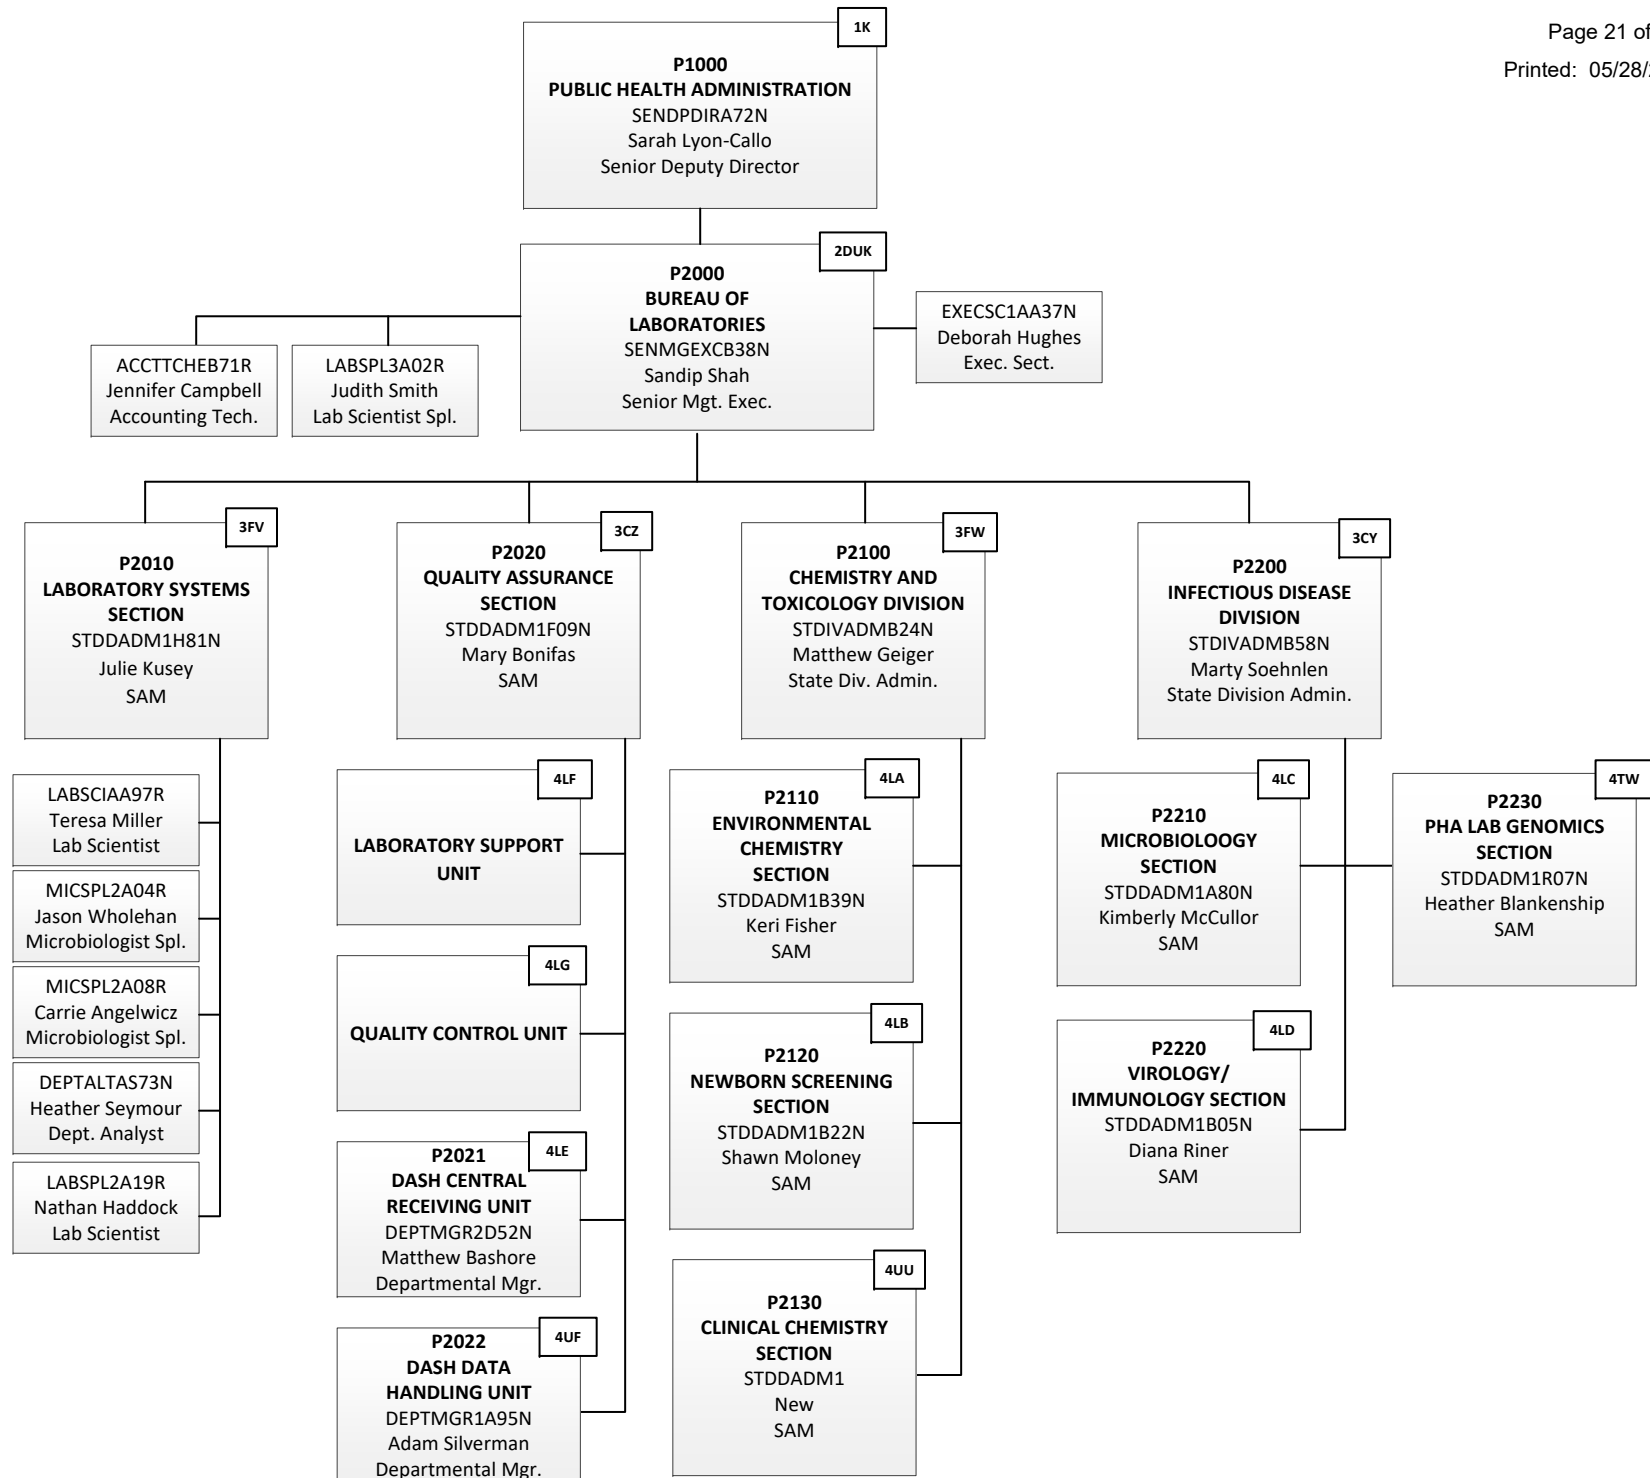 Page 21 of
Printed: 05/28/
1K
P1000
PUBLIC HEALTH ADMINISTRATION
SENDPDIRA72N
Sarah Lyon-Callo
Senior Deputy Director
2DUK
P2000
BUREAU OF
LABORATORIES
SENMGEXCB38N
Sandip Shah
Senior Mgt. Exec.
EXECSC1AA37N
Deborah Hughes
Exec. Sect.
ACCTTCHEB71R
Jennifer Campbell
Accounting Tech.
LABSPL3A02R
Judith Smith
Lab Scientist Spl.
3FV
P2010
LABORATORY SYSTEMS
SECTION
STDDADM1H81N
Julie Kusey
SAM
3CZ
P2020
QUALITY ASSURANCE
SECTION
STDDADM1F09N
Mary Bonifas
SAM
3FW
P2100
CHEMISTRY AND
TOXICOLOGY DIVISION
STDIVADMB24N
Matthew Geiger
State Div. Admin.
3CY
P2200
INFECTIOUS DISEASE
DIVISION
STDIVADMB58N
Marty Soehnlen
State Division Admin.
LABSCIAA97R
Teresa Miller
Lab Scientist
MICSPL2A04R
Jason Wholehan
Microbiologist Spl.
MICSPL2A08R
Carrie Angelwicz
Microbiologist Spl.
DEPTALTAS73N
Heather Seymour
Dept. Analyst
LABSPL2A19R
Nathan Haddock
Lab Scientist
4LF
LABORATORY SUPPORT
UNIT
4LG
QUALITY CONTROL UNIT
4LE
P2021
DASH CENTRAL
RECEIVING UNIT
DEPTMGR2D52N
Matthew Bashore
Departmental Mgr.
4UF
P2022
DASH DATA
HANDLING UNIT
DEPTMGR1A95N
Adam Silverman
Departmental Mgr.
4LA
P2110
ENVIRONMENTAL
CHEMISTRY
SECTION
STDDADM1B39N
Keri Fisher
SAM
4LB
P2120
NEWBORN SCREENING
SECTION
STDDADM1B22N
Shawn Moloney
SAM
4UU
P2130
CLINICAL CHEMISTRY
SECTION
STDDADM1
New
SAM
4LC
P2210
MICROBIOLOOGY
SECTION
STDDADM1A80N
Kimberly McCullor
SAM
4LD
P2220
VIROLOGY/
IMMUNOLOGY SECTION
STDDADM1B05N
Diana Riner
SAM
4TW
P2230
PHA LAB GENOMICS
SECTION
STDDADM1R07N
Heather Blankenship
SAM